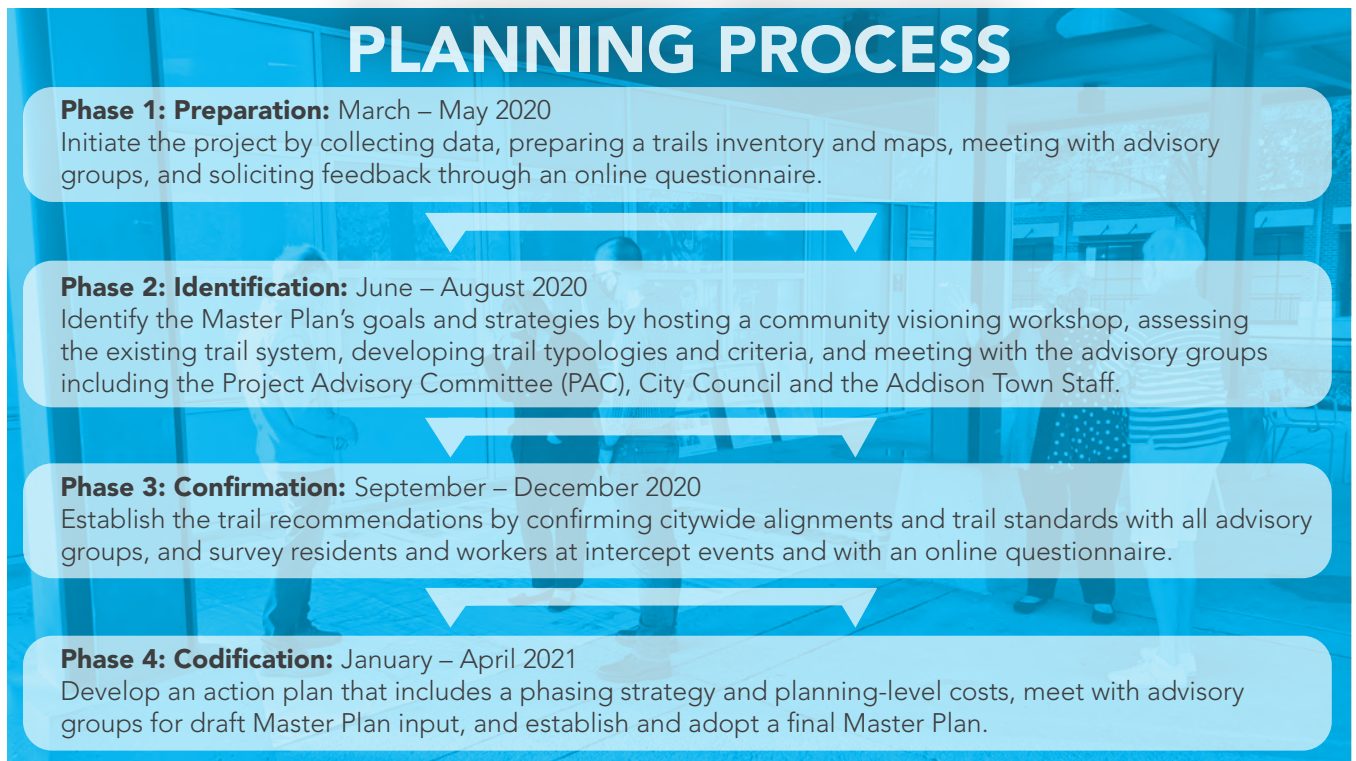 PLANNING PROCESS
Phase 1: Preparation: March – May 2020
Initiate the project by collecting data, preparing a trails inventory and maps, meeting with advisory
groups, and soliciting feedback through an online questionnaire.
Phase 2: Identification: June – August 2020
Identify the Master Plan’s goals and strategies by hosting a community visioning workshop, assessing
the existing trail system, developing trail typologies and criteria, and meeting with the advisory groups
including the Project Advisory Committee (PAC), City Council and the Addison Town Staff.
Phase 3: Confirmation: September – December 2020
Establish the trail recommendations by confirming citywide alignments and trail standards with all advisory
groups, and survey residents and workers at intercept events and with an online questionnaire.
Phase 4: Codification: January – April 2021
Develop an action plan that includes a phasing strategy and planning-level costs, meet with advisory
groups for draft Master Plan input, and establish and adopt a final Master Plan.